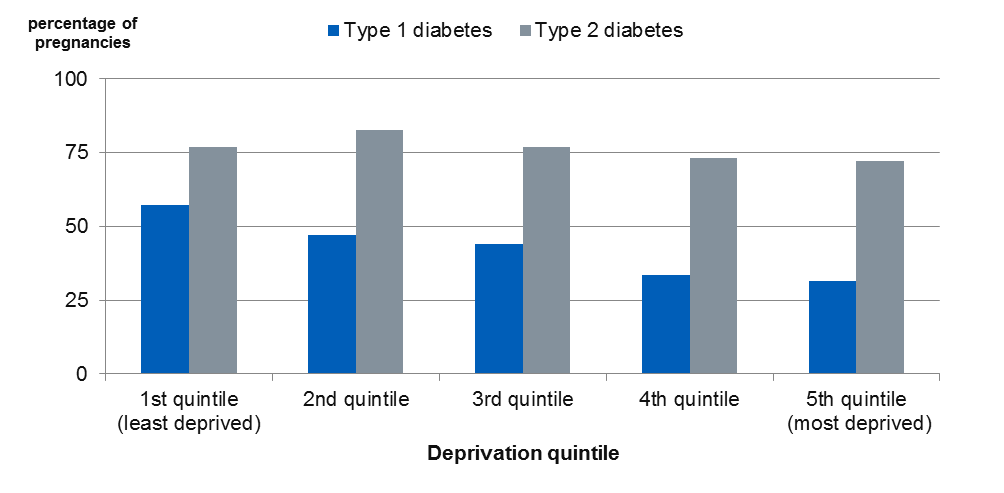 percentage of
pregnancies
Type 1 diabetes
Type 2 diabetes
100
75
50
25
0
1st quintile
(least deprived)
2nd quintile
3rd quintile
4th quintile
5th quintile
(most deprived)
Deprivation quintile